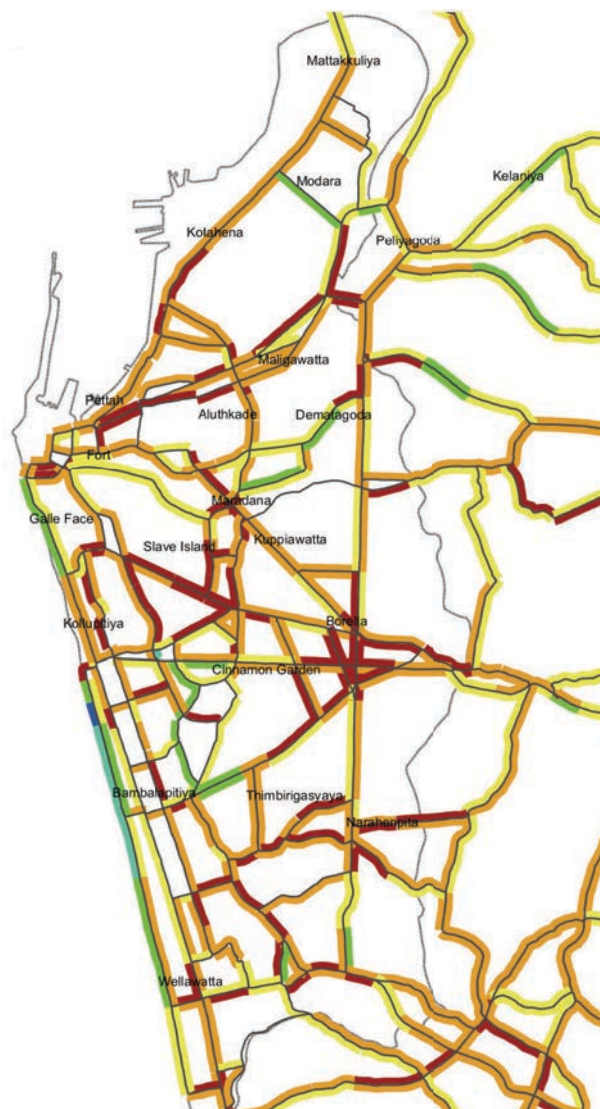 Mattakkuliya
Kelaniya
Modara
Kotahena
Peliyagoda
Maligawatta
Pettah
Aluthkade
Dematagoda
Fort
Maradana
Galle Face
Kuppiawatta
Slave Island
Kollupitiya
Borella
Cinnamon Garden
Bambalapitiya
Thimbirigasyaya
Narahenpita
Wellawatta